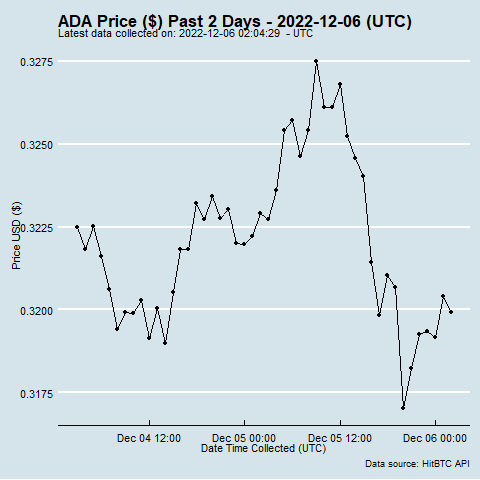 ADA Price ($) Past 2 Days - 2022-12-06 (UTC)
Latest data collected on: 2022-12-06 02:04:29 - UTC
0.3275
0.3250
0.3225
0.3200
0.3175
Price USD ($)
Dec 04 12:00 Dec 05 00:00 Dec 05 12:00 Dec 06 00:00
Date Time Collected (UTC)
Data source: HitBTC API